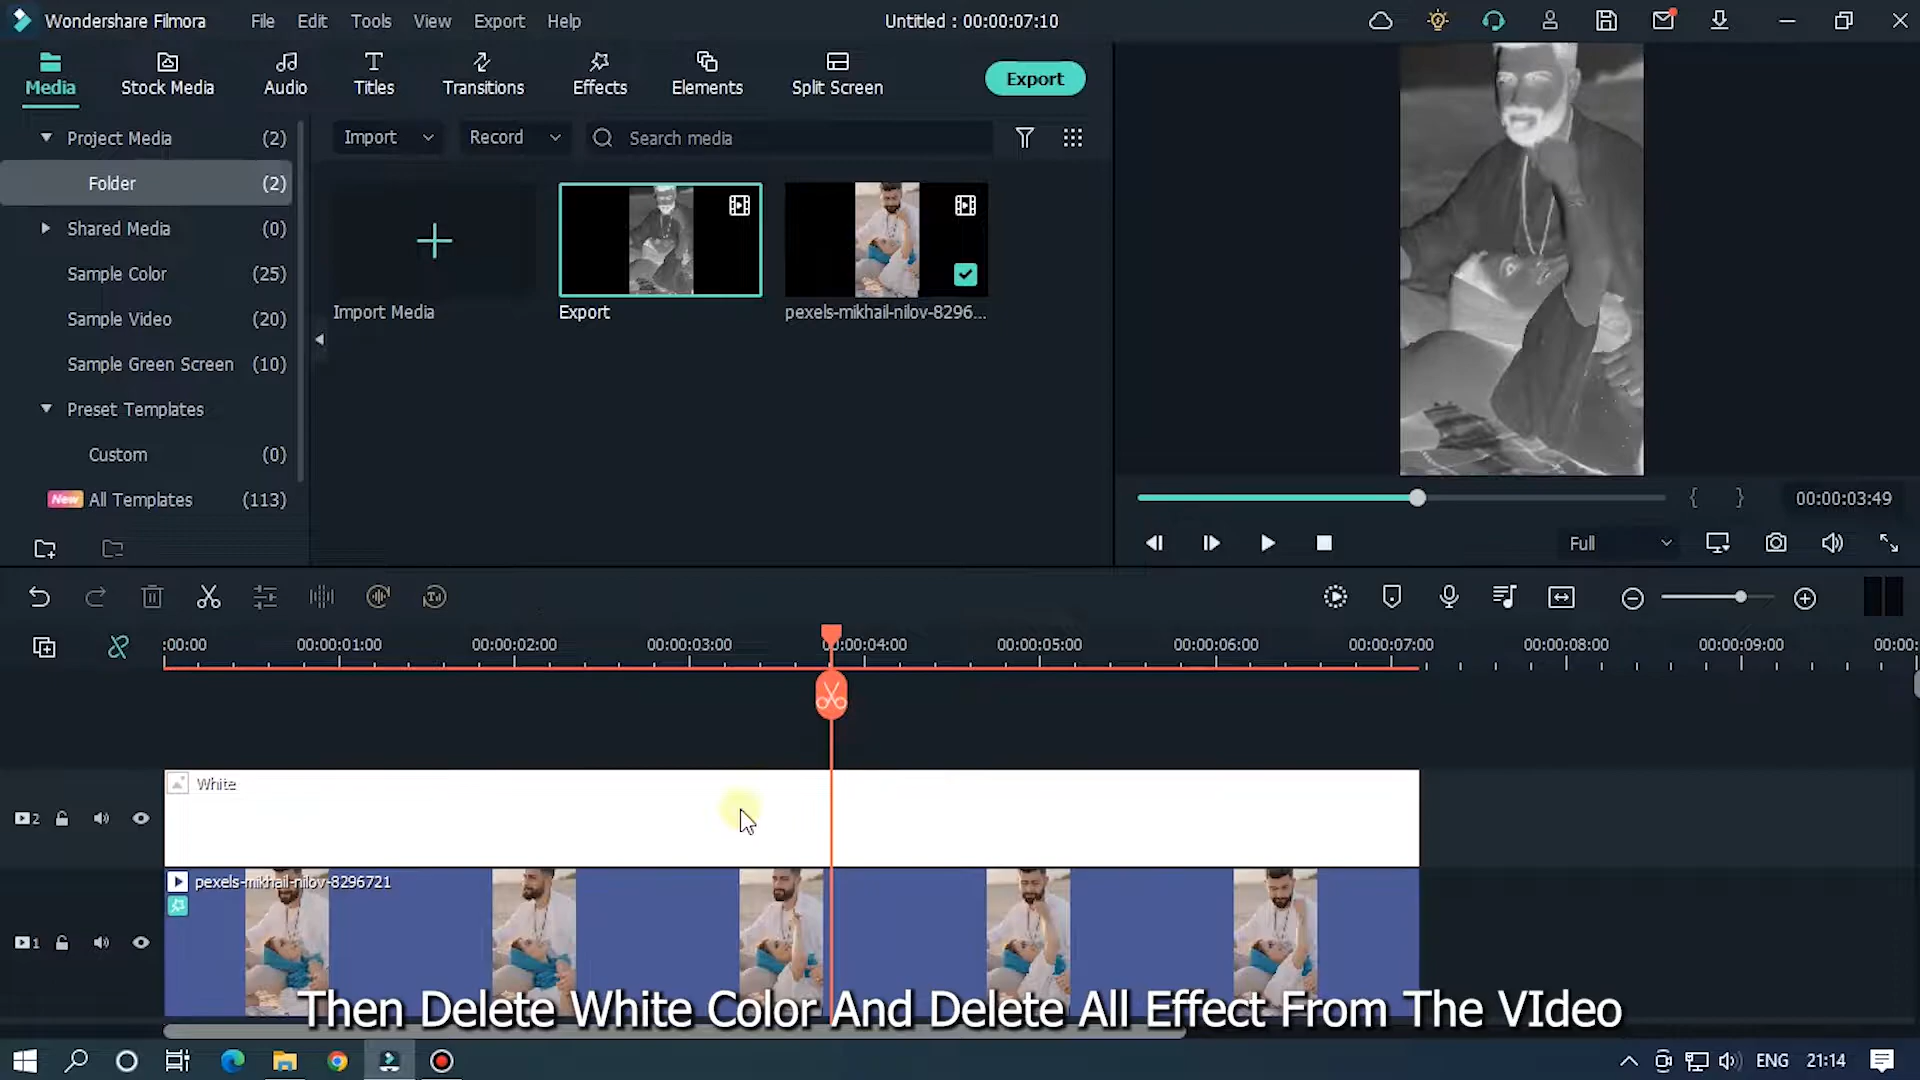 Wondershare Filmora
File Edit Tools View Export Help
Untitled : 00:00:07:10
Media
Stock Media
Audio
Titles
Transitions
Effects
Elements
Split Screen
Export
Project Media (2)
Folder (2)
Shared Media (0)
Sample Color (25)
Sample Video (20)
Sample Green Screen (10)
Preset Templates
Custom (0)
New All Templates (113)
Import
Record
Search media
Import Media
Export
pexels-mikhail-nilov-8296...
{ }
00:00:03:49
Full
:00:00 00:00:01:00 00:00:02:00 00:00:03:00 00:00:04:00 00:00:05:00 00:00:06:00 00:00:07:00 00:00:08:00 00:00:09:00 00:00:
White
2
pexels-mikhail-nilov-8296721
1
Then Delete White Color And Delete All Effect From The VIdeo
ENG 21:14